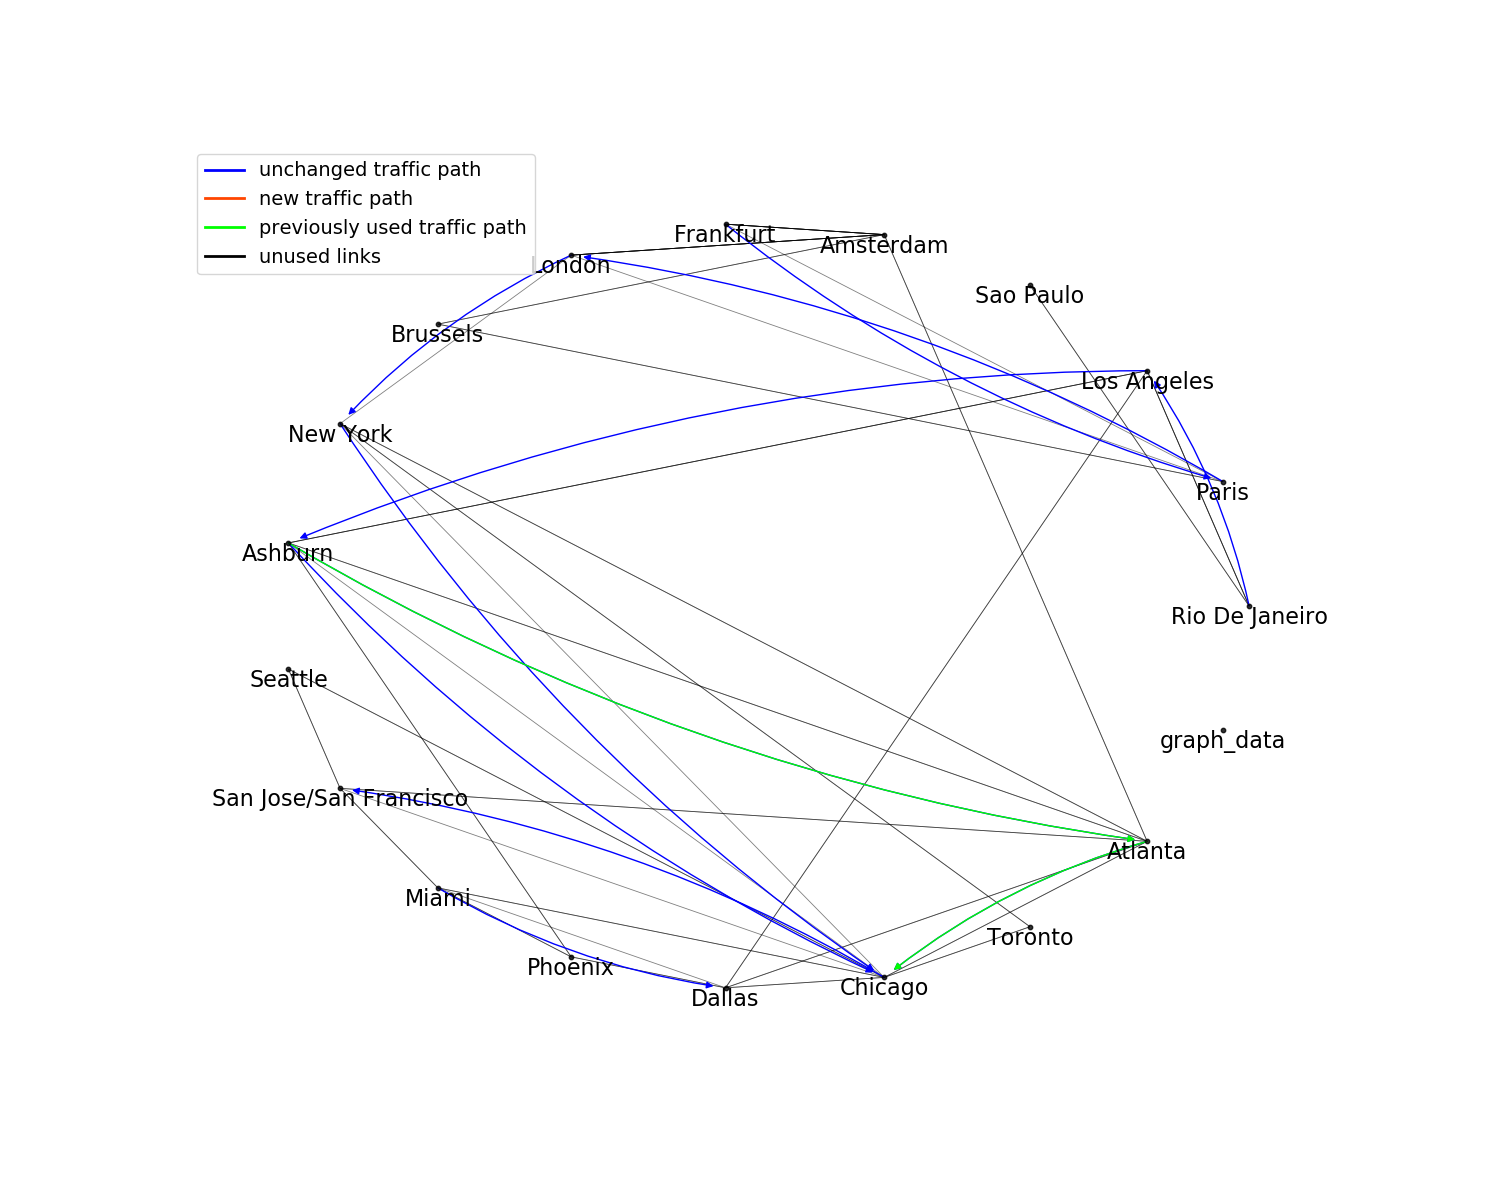 unchanged traffic path
new traffic path
previously used traffic path
unused links
Frankfurt
Amsterdam
London
Sao Paulo
Brussels
Los Angeles
New York
Paris
Ashburn
Rio De Janeiro
Seattle
graph_data
San Jose/San Francisco
Atlanta
Miami
Toronto
Phoenix
Chicago
Dallas